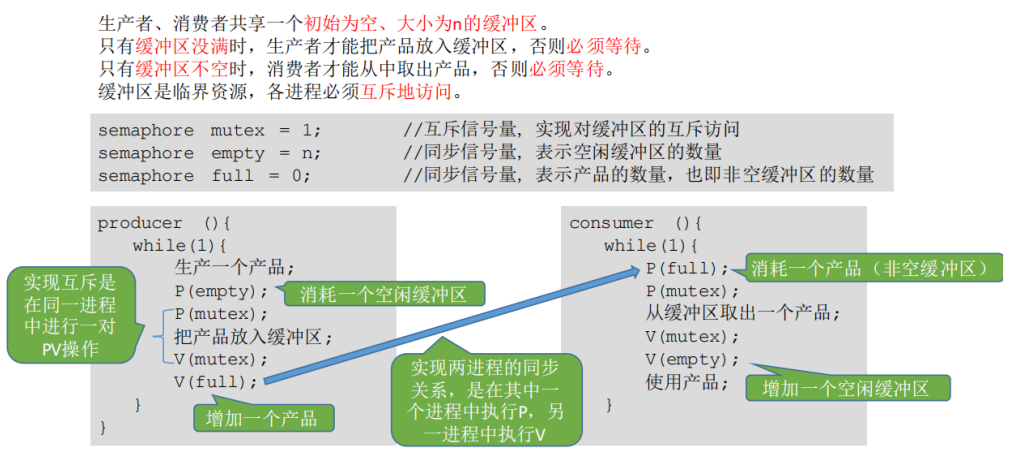 生产者、消费者共享一个初始为空、大小为n的缓冲区。
只有缓冲区没满时，生产者才能把产品放入缓冲区，否则必须等待。
只有缓冲区不空时，消费者才能从中取出产品，否则必须等待。
缓冲区是临界资源，各进程必须互斥地访问。
semaphore mutex = 1; //互斥信号量, 实现对缓冲区的互斥访问
semaphore empty = n; //同步信号量, 表示空闲缓冲区的数量
semaphore full = 0; //同步信号量, 表示产品的数量，也即非空缓冲区的数量
producer (){
while(1){
生产一个产品;
P(empty);
P(mutex);
把产品放入缓冲区;
V(mutex);
V(full);
}
}
实现互斥是
在同一进程
中进行一对
PV操作
消耗一个空闲缓冲区
增加一个产品
实现两进程的同步
关系，是在其中一
个进程中执行P，另
一进程中执行V
consumer (){
while(1){
P(full);
P(mutex);
从缓冲区取出一个产品;
V(mutex);
V(empty);
使用产品;
}
消耗一个产品（非空缓冲区）
增加一个空闲缓冲区